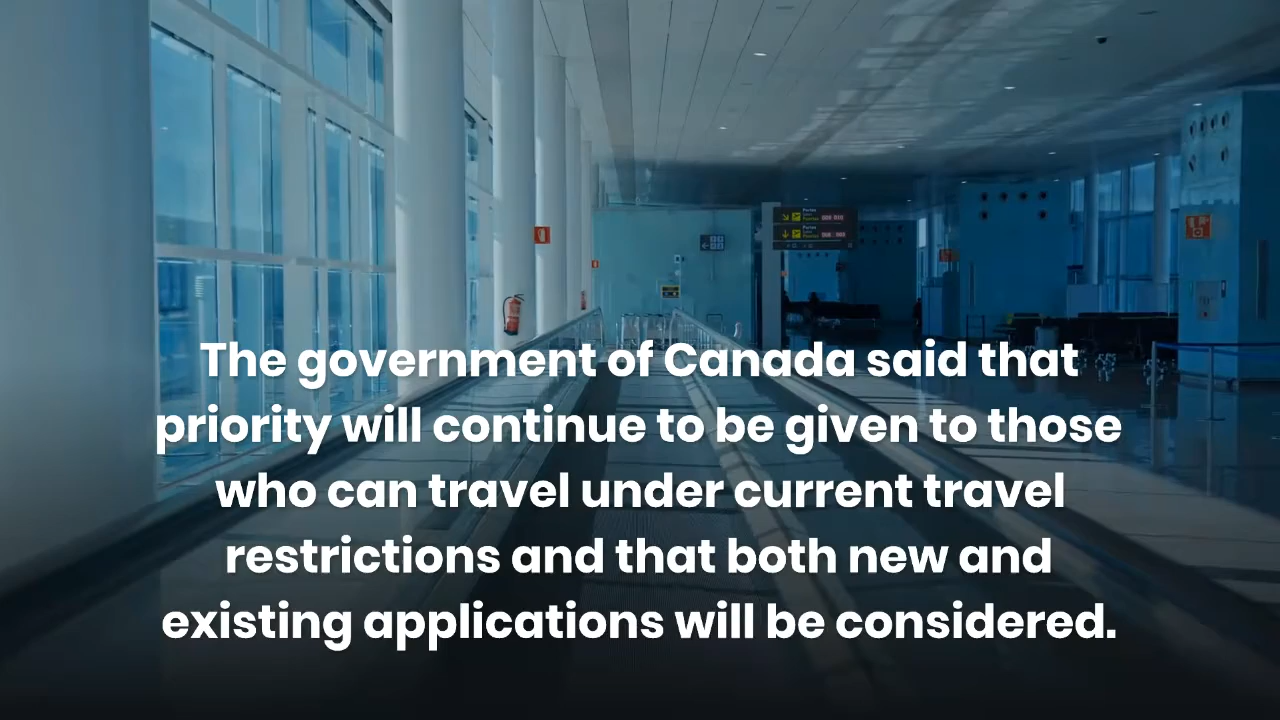 The government of Canada said that
priority will continue to be given to those
who can travel under current travel
restrictions and that both new and
existing applications will be considered.